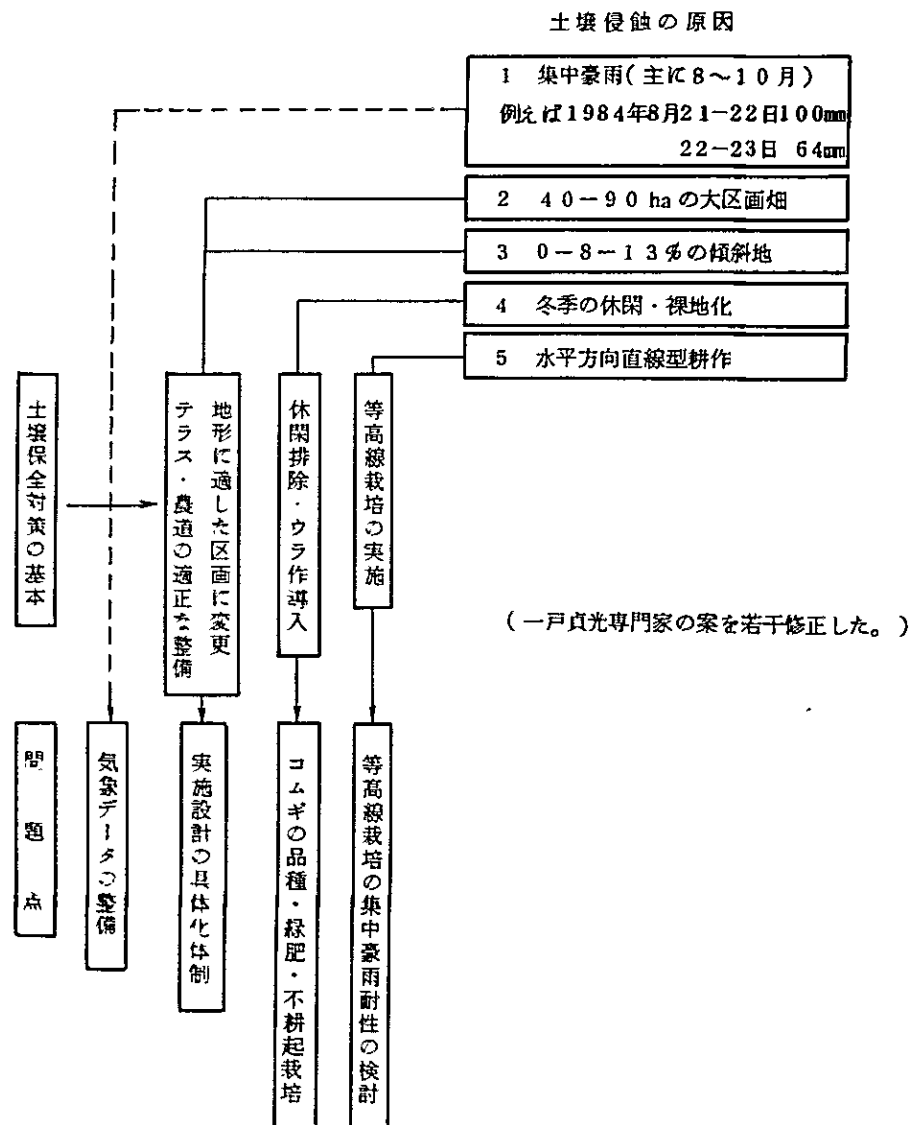 土壌侵蝕の原因
1 集中豪雨(主に8～10月)
例えば1984年8月21－22日100mm
22－23日 64mm
2 40－90haの大区画畑
3 0－8－13％の傾斜地
4 冬季の休閑・裸地化
5 水平方向直線型耕作
土壌保全対策の基本
地形に適した区画に変更
テラス・農道の適正な整備
休閑排除・ウラ作導入
等高線栽培の実施
(一戸貞光専門家の案を若干修正した。)
問題点
気象データの整備
実施設計の具体化体制
コムギの品種・緑肥・不耕起栽培
等高線栽培の集中豪雨耐性の検討